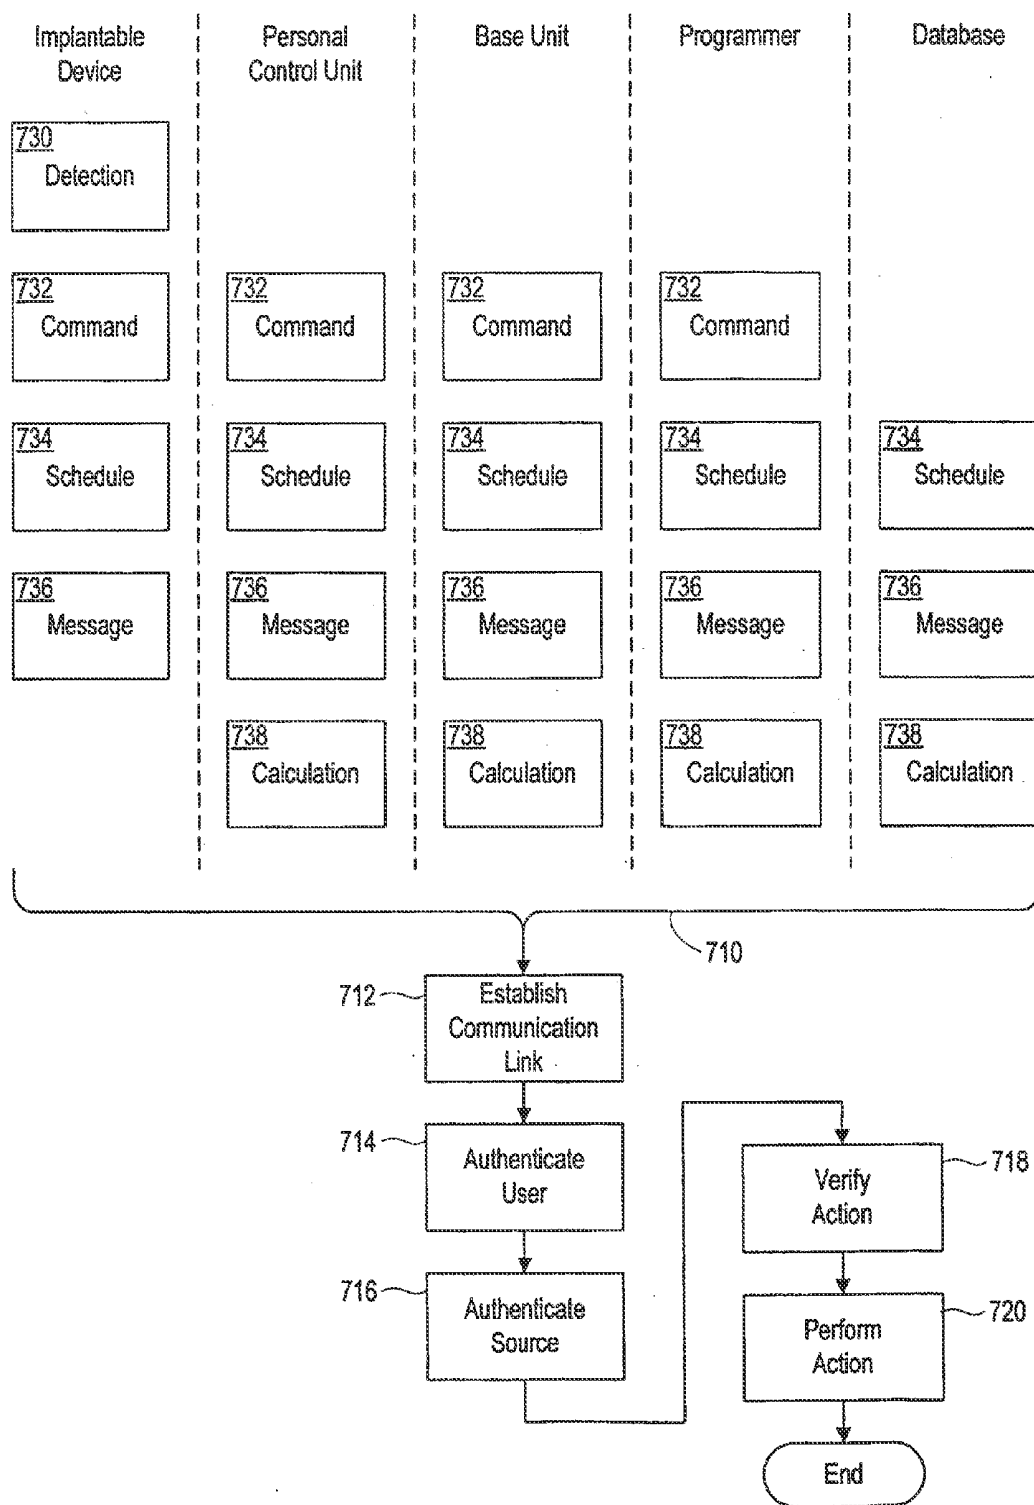 Implantable
Device
Personal
Control Unit
Base Unit
Programmer
Database
730
Detection
732
Command
732
Command
732
Command
732
Command
734
Schedule
734
Schedule
734
Schedule
734
Schedule
734
Schedule
736
Message
736
Message
736
Message
736
Message
736
Message
738
Calculation
738
Calculation
738
Calculation
738
Calculation
710
712
Establish
Communication
Link
714
Authenticate
User
716
Authenticate
Source
718
Verify
Action
720
Perform
Action
End